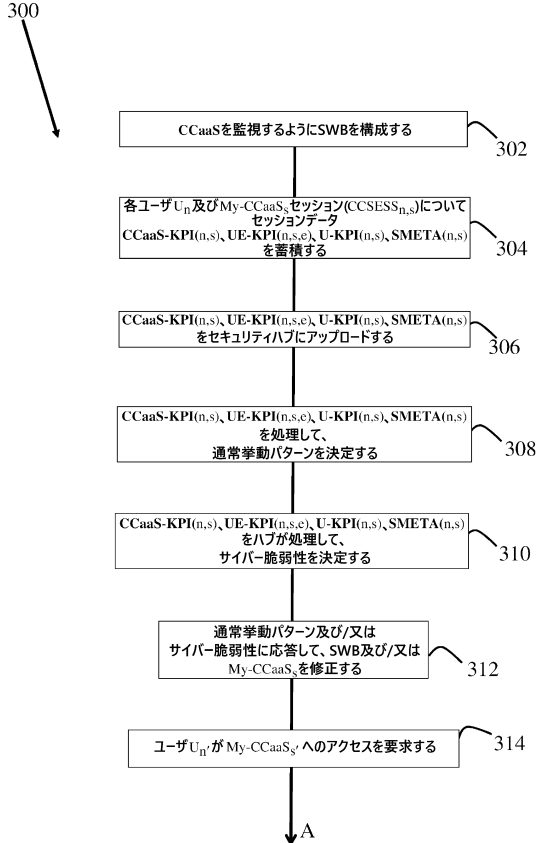 300
CCaaSを監視するようにSWBを構成する
302
各ユーザUn及びMy-CCaaSsセッション(CCSESSn,s)について
セッションデータ
CCaaS-KPI(n,s)、UE-KPI(n,s,e)、U-KPI(n,s)、SMETA(n,s)
を蓄積する
304
CCaaS-KPI(n,s)、UE-KPI(n,s,e)、U-KPI(n,s)、SMETA(n,s)
をセキュリティハブにアップロードする
306
CCaaS-KPI(n,s)、UE-KPI(n,s,e)、U-KPI(n,s)、SMETA(n,s)
を処理して、
通常挙動パターンを決定する
308
CCaaS-KPI(n,s)、UE-KPI(n,s,e)、U-KPI(n,s)、SMETA(n,s)
をハブが処理して、
サイバー脆弱性を決定する
310
通常挙動パターン及び/又は
サイバー脆弱性に応答して、SWB及び/又は
My-CCaaSsを修正する
312
ユーザUn'がMy-CCaaSs'へのアクセスを要求する
314
A